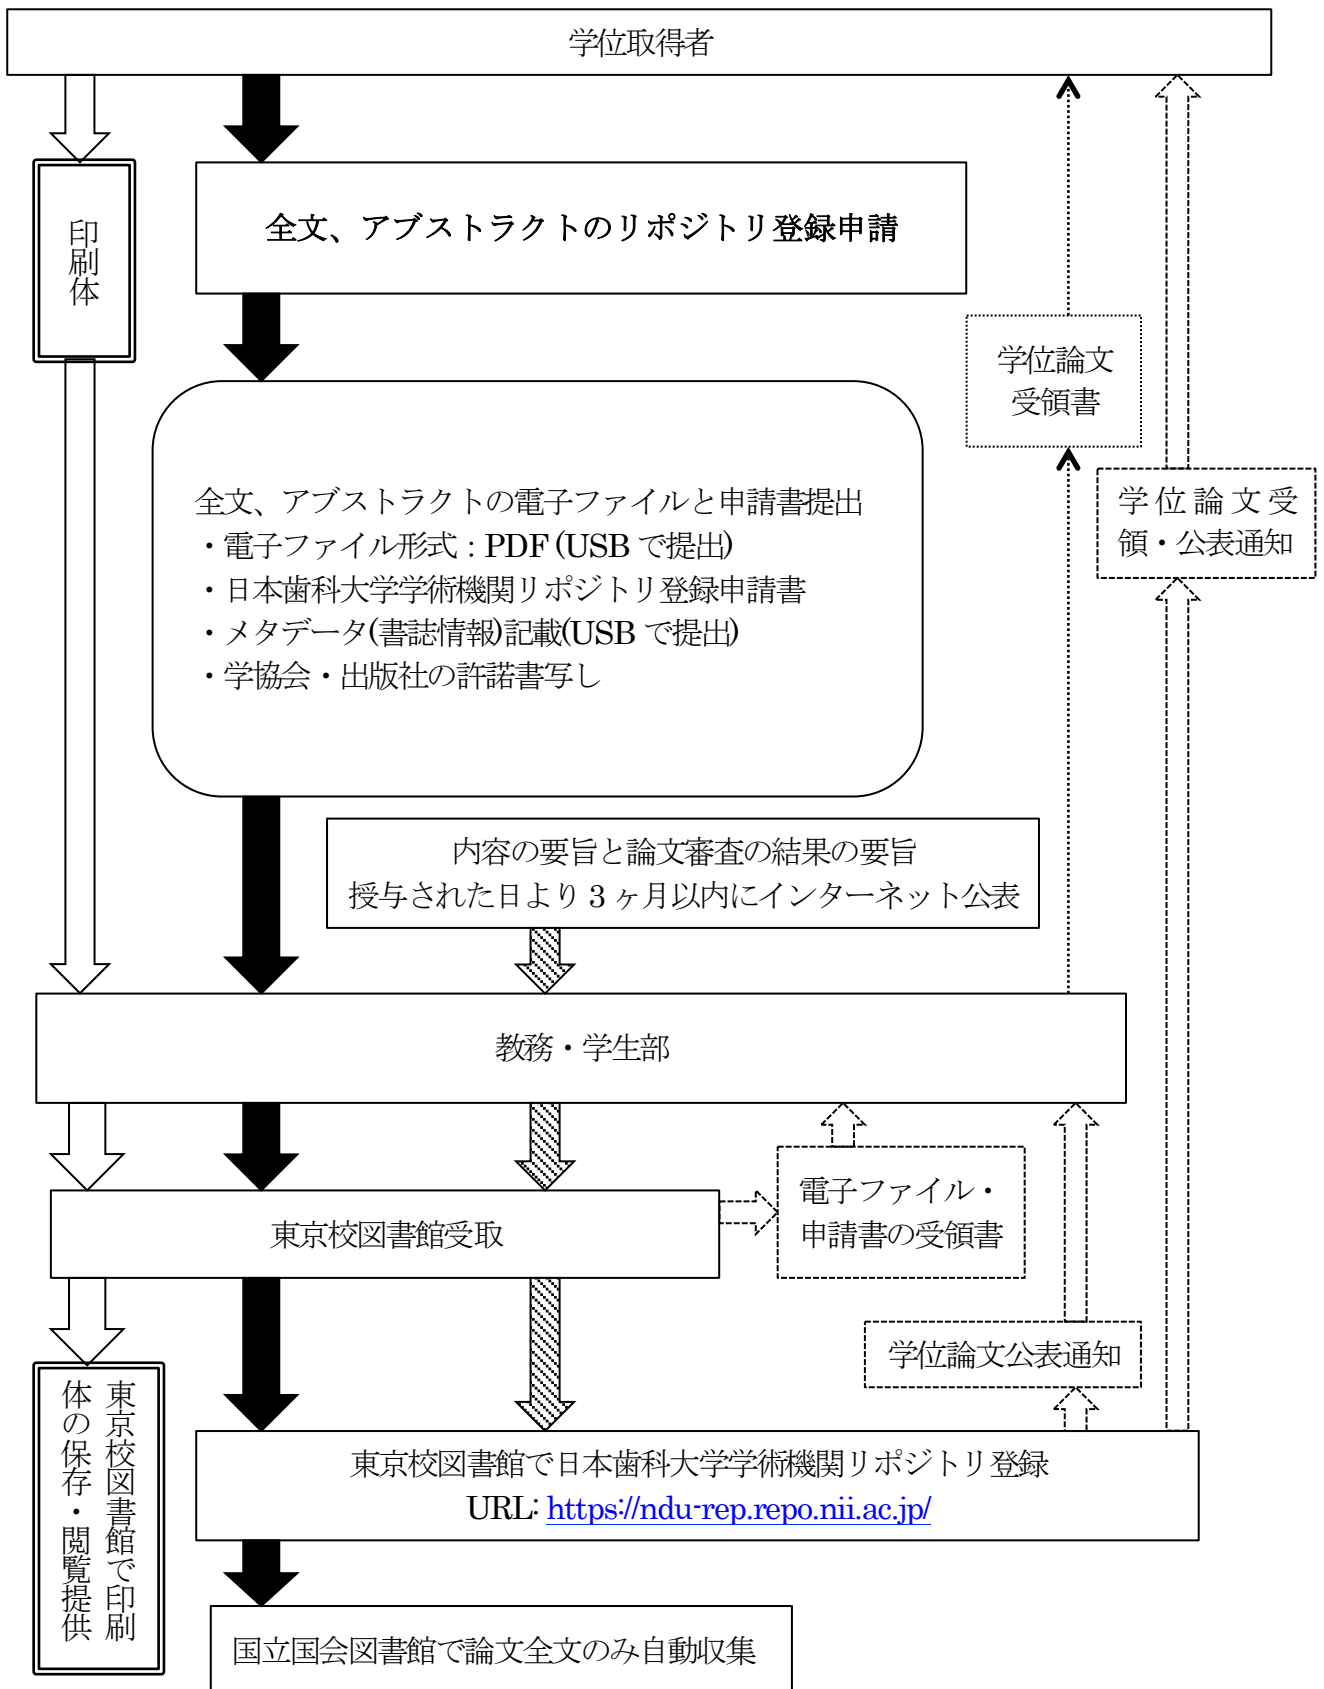 学位取得者
全文、アブストラクトのリポジトリ登録申請
印刷体
学位論文
受領書
学位論文受
領・公表通知
全文、アブストラクトの電子ファイルと申請書提出
・電子ファイル形式：PDF(USB で提出)
・日本歯科大学学術機関リポジトリ登録申請書
・メタデータ(書誌情報)記載(USB で提出)
・学協会・出版社の許諾書写し
内容の要旨と論文審査の結果の要旨
授与された日より 3 ヶ月以内にインターネット公表
教務・学生部
電子ファイル・
申請書の受領書
東京校図書館受取
学位論文公表通知
東京校図書館で印刷
体の保存・閲覧提供
東京校図書館で日本歯科大学学術機関リポジトリ登録
URL: https://ndu-rep.repo.nii.ac.jp/
国立国会図書館で論文全文のみ自動収集